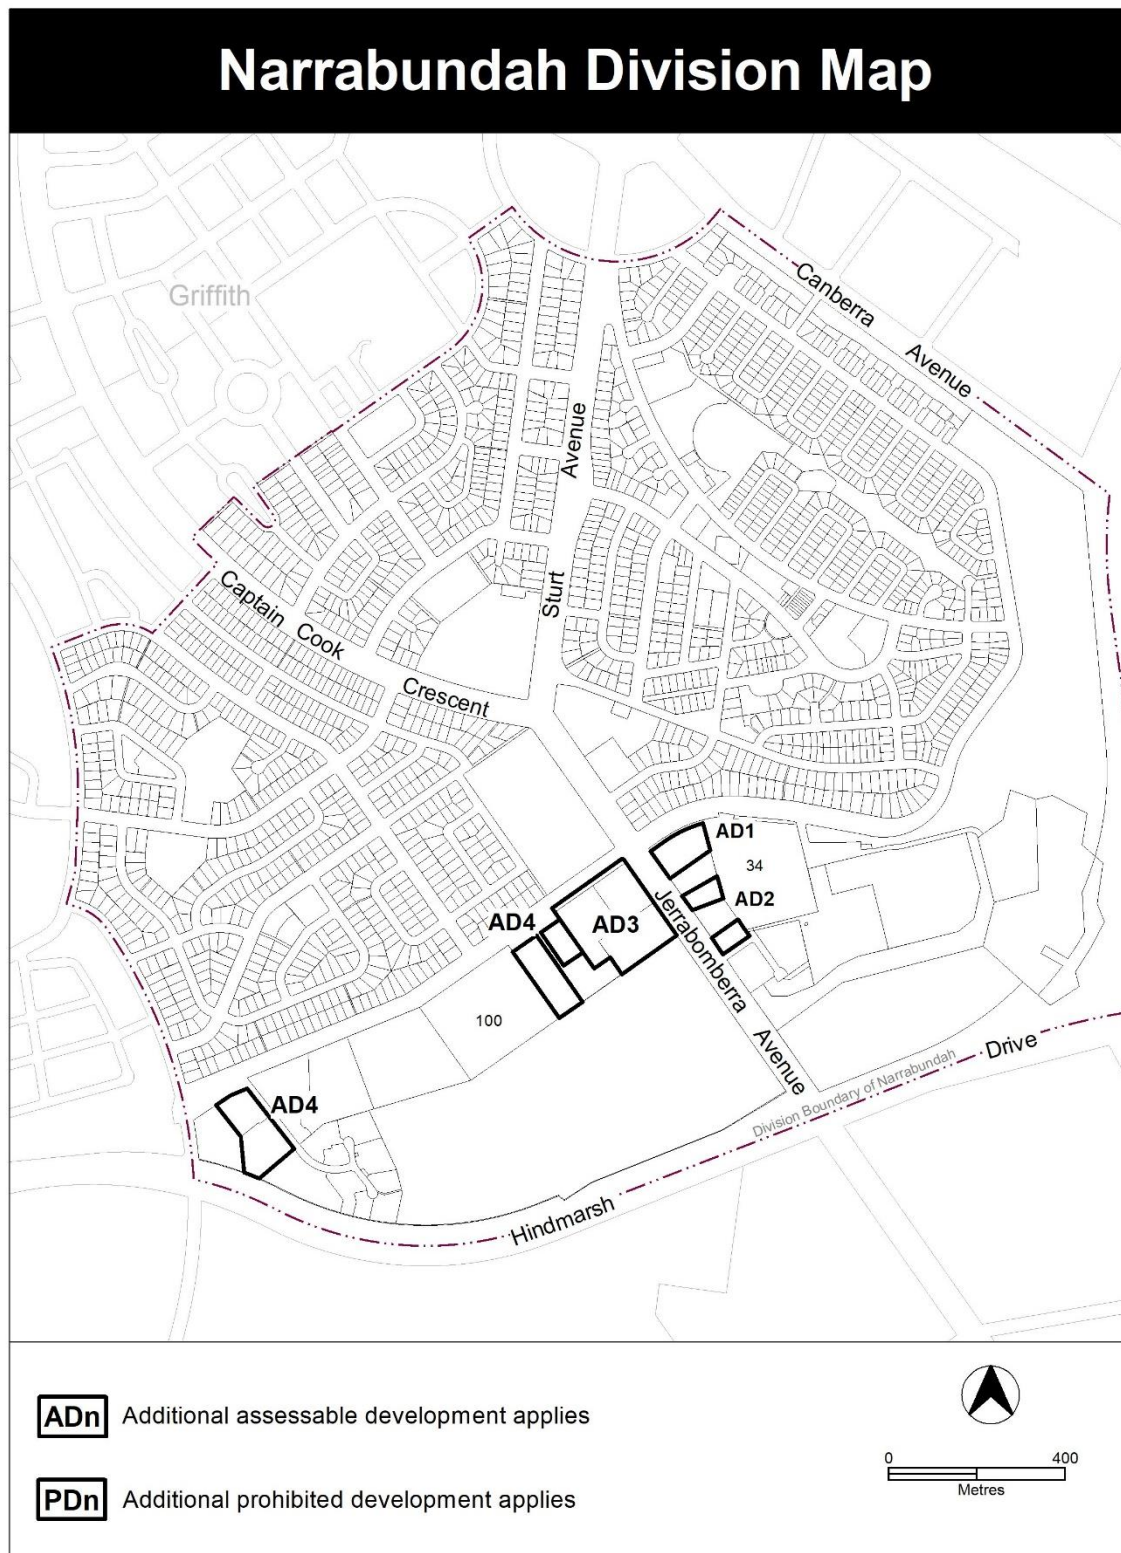 Narrabundah Division Map
Griffith
Canberra
Avenue
Sturt
Avenue
Captain Cook
Crescent
AD1
34
AD2
AD4
AD3
Jerrabomberra
Avenue
100
AD4
Division Boundary of Narrabundah
Hindmarsh
Drive
ADn Additional assessable development applies
PDn Additional prohibited development applies
0 400
Metres